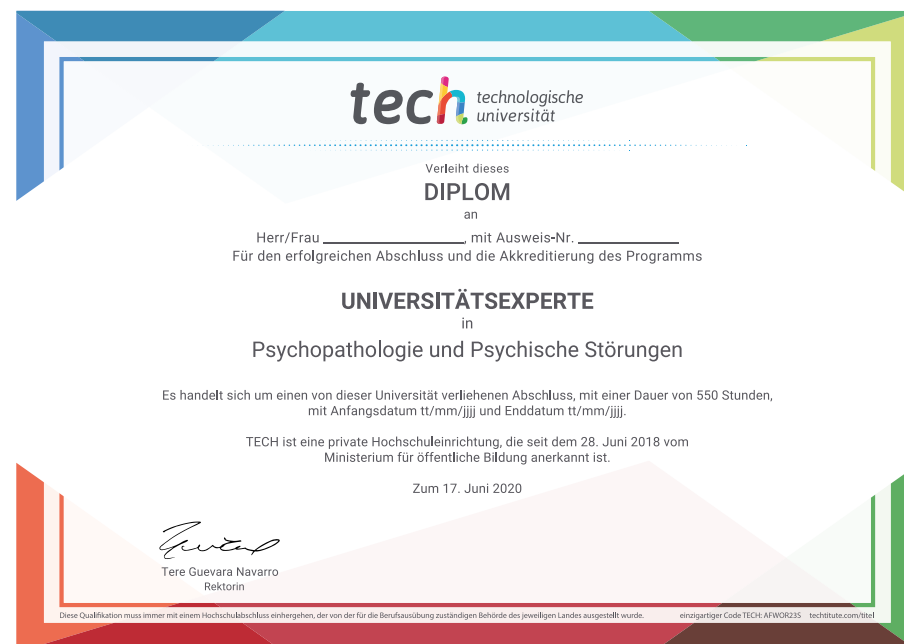 tech technologische
universität
Verleiht dieses
DIPLOM
an
Herr/Frau ____________, mit Ausweis-Nr. ____________
Für den erfolgreichen Abschluss und die Akkreditierung des Programms
UNIVERSITÄTSEXPERTE
in
Psychopathologie und Psychische Störungen
Es handelt sich um einen von dieser Universität verliehenen Abschluss, mit einer Dauer von 550 Stunden,
mit Anfangsdatum tt/mm/jjjj und Enddatum tt/mm/jjjj.
TECH ist eine private Hochschuleinrichtung, die seit dem 28. Juni 2018 vom
Ministerium für öffentliche Bildung anerkannt ist.
Zum 17. Juni 2020
Tere Guevara Navarro
Rektorin
Diese Qualifikation muss immer mit einem Hochschulabschluss einhergehen, der von der für die Berufsausübung zuständigen Behörde des jeweiligen Landes ausgestellt wurde. einzigartiger Code TECH: AFWOR23S techtitute.com/titel